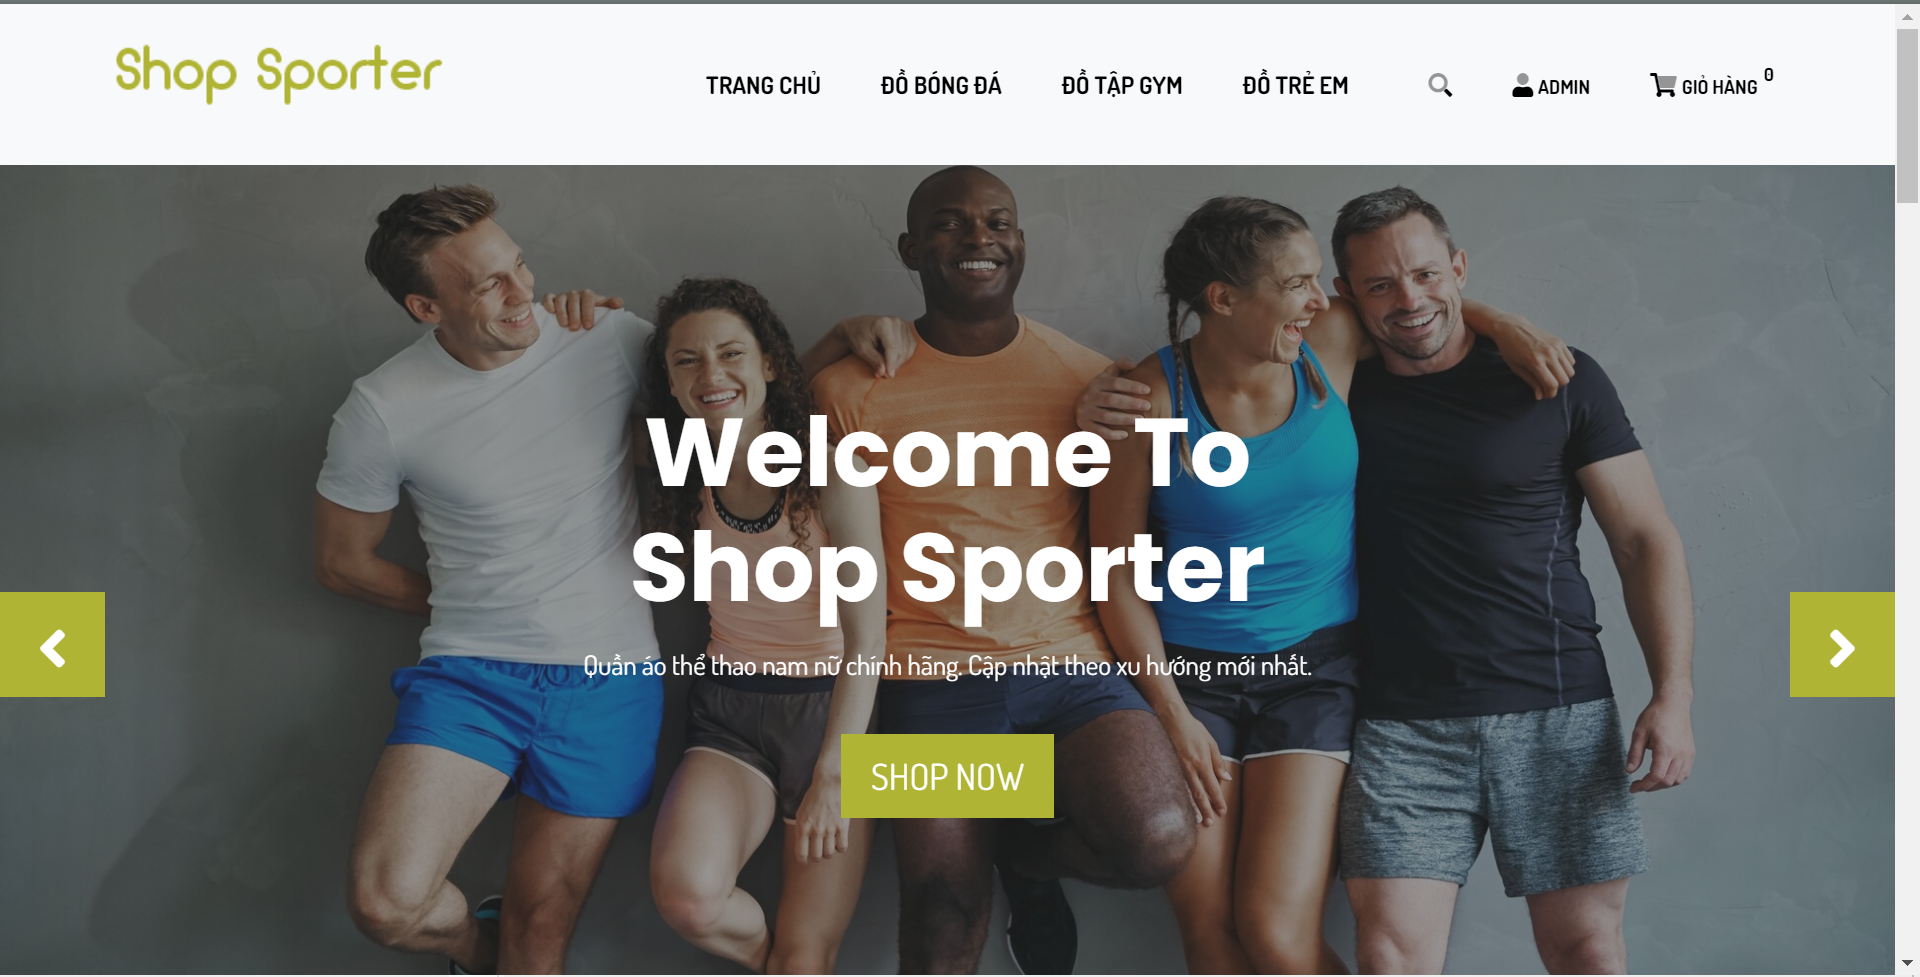 Shop Sporter
TRANG CHỦ ĐỒ BÓNG ĐÁ ĐỒ TẬP GYM ĐỒ TRẺ EM ADMIN GIỎ HÀNG 0
Welcome To
Shop Sporter
Quần áo thể thao nam nữ chính hãng. Cập nhật theo xu hướng mới nhất.
SHOP NOW